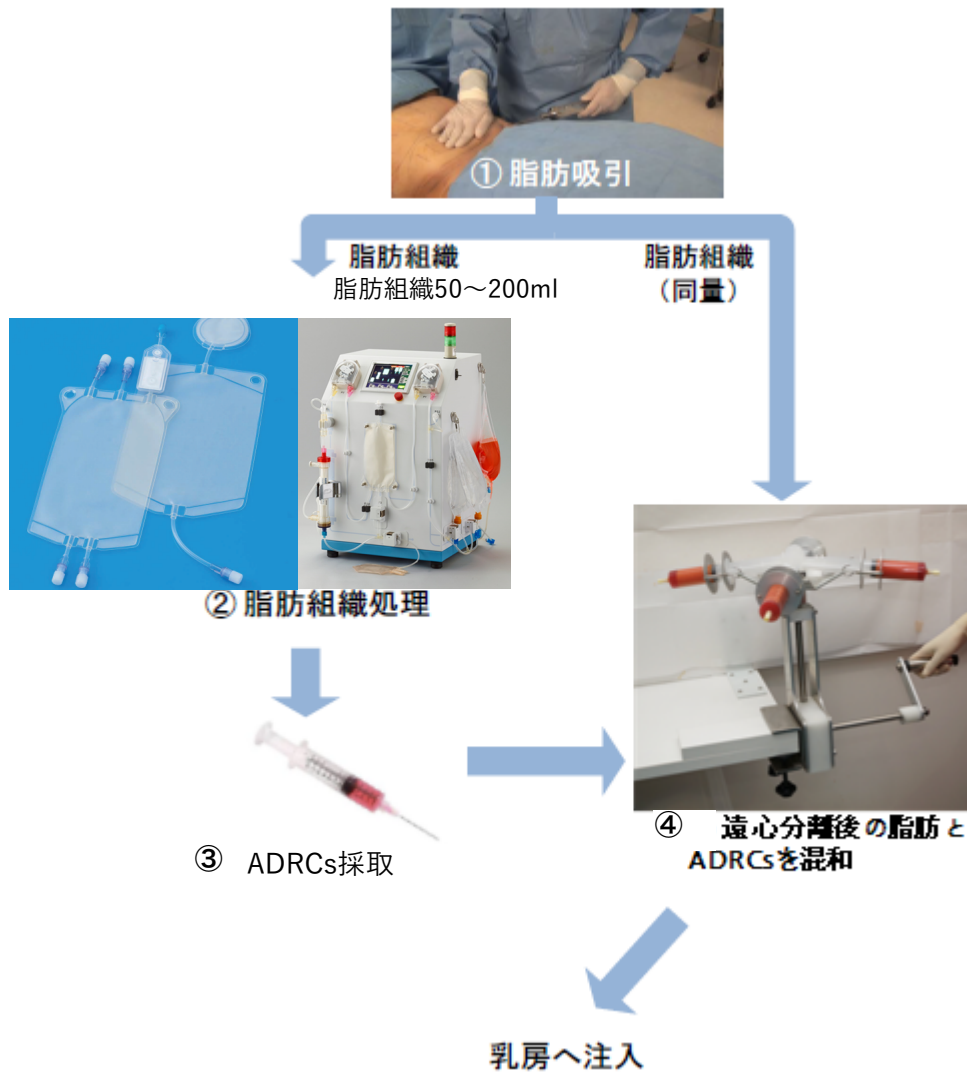 ① 脂肪吸引
脂肪組織
脂肪組織50～200ml
脂肪組織
（同量）
② 脂肪組織処理
③ ADRCs採取
④ 遠心分離後の脂肪と
ADRCsを混和
乳房へ注入